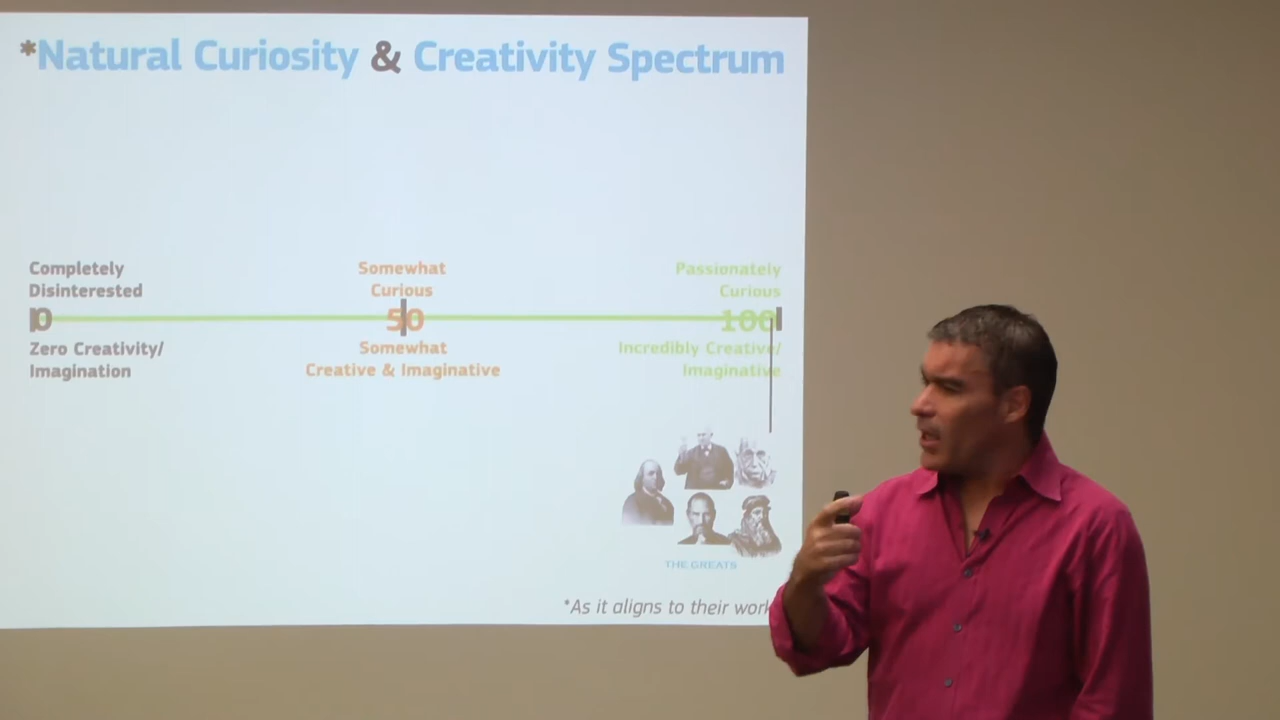 *Natural Curiosity & Creativity Spectrum
Completely
Disinterested
Somewhat
Curious
Passionately
Curious
0
50
100
Zero Creativity/
Imagination
Somewhat
Creative & Imaginative
Incredibly Creative/
Imaginative
THE GREATS
*As it aligns to their work